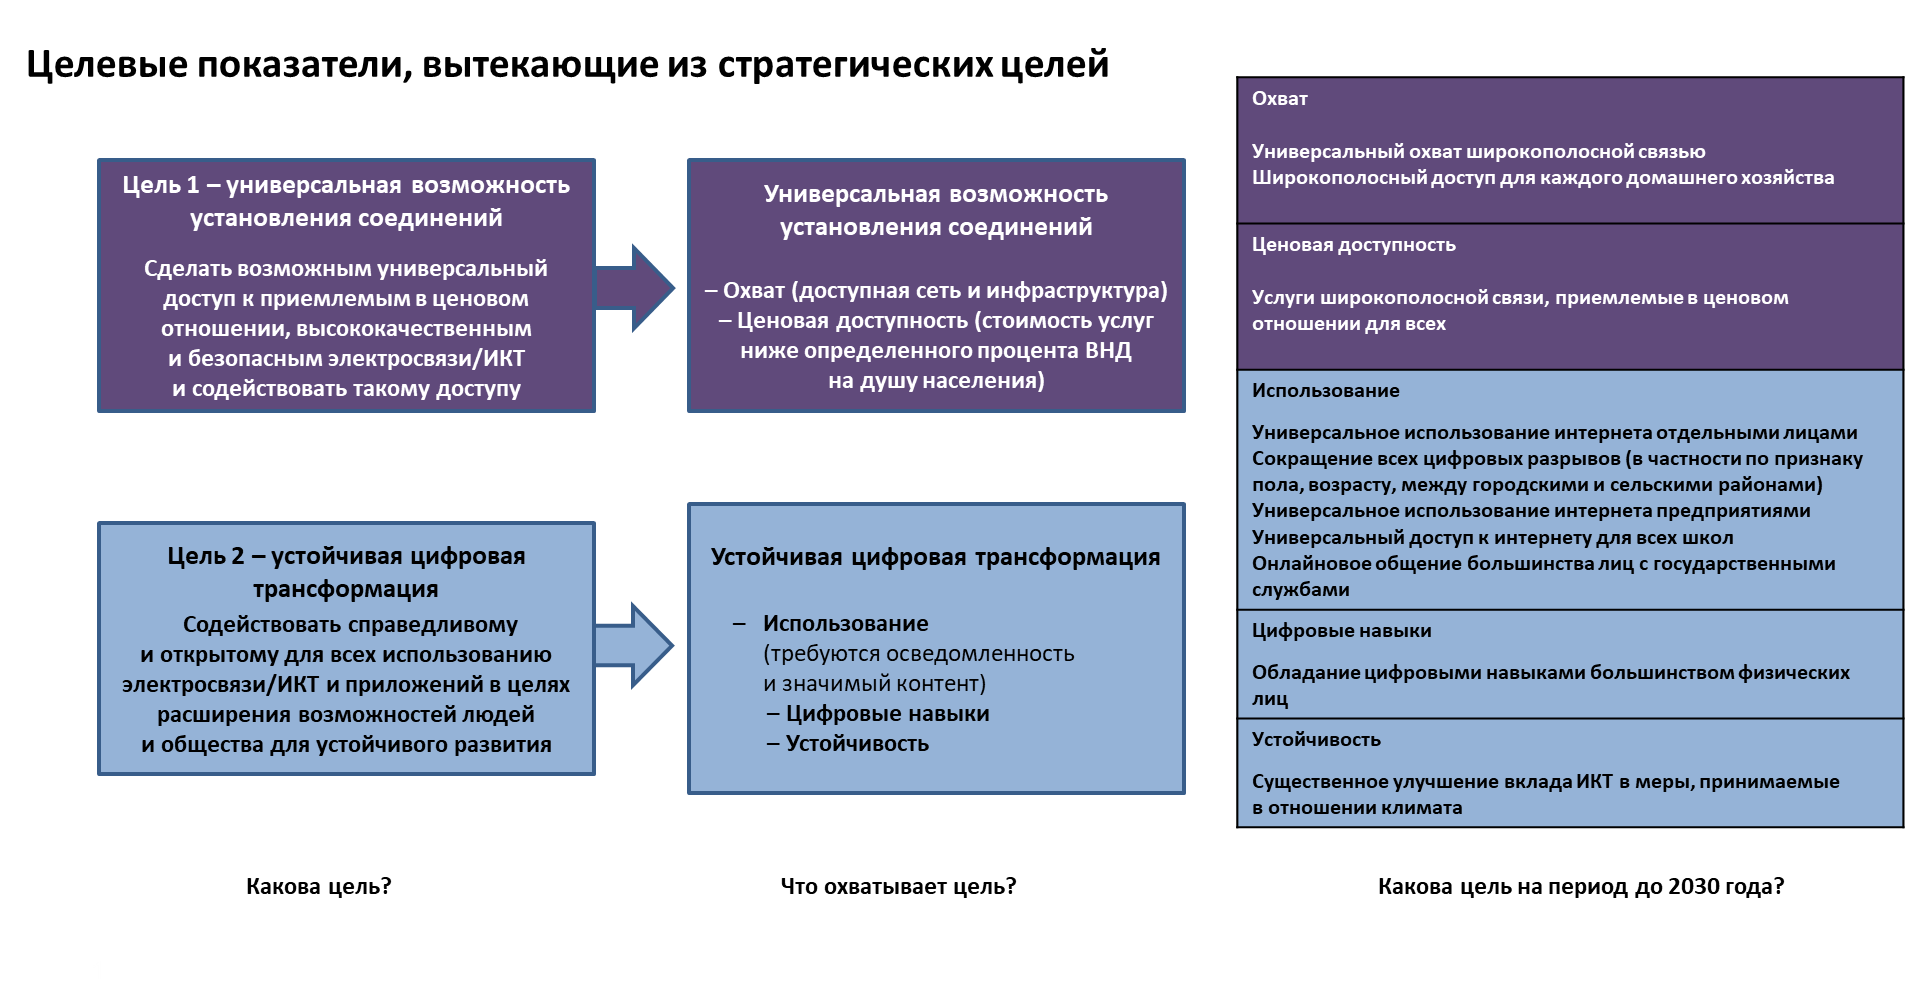 Целевые показатели, вытекающие из стратегических целей
Цель 1 – универсальная возможность
установления соединений
Сделать возможным универсальный
доступ к приемлемым в ценовом
отношении, высококачественным
и безопасным электросвязи/ИКТ
и содействовать такому доступу
Универсальная возможность
установления соединений
– Охват (доступная сеть и инфраструктура)
– Ценовая доступность (стоимость услуг
ниже определенного процента ВНД
на душу населения)
Охват
Универсальный охват широкополосной связью
Широкополосный доступ для каждого домашнего хозяйства
Ценовая доступность
Услуги широкополосной связи, приемлемые в ценовом
отношении для всех
Цель 2 – устойчивая цифровая
трансформация
Содействовать справедливому
и открытому для всех использованию
электросвязи/ИКТ и приложений в целях
расширения возможностей людей
и общества для устойчивого развития
Устойчивая цифровая трансформация
– Использование
(требуются осведомленность
и значимый контент)
– Цифровые навыки
– Устойчивость
Использование
Универсальное использование интернета отдельными лицами
Сокращение всех цифровых разрывов (в частности по признаку
пола, возрасту, между городскими и сельскими районами)
Универсальное использование интернета предприятиями
Универсальный доступ к интернету для всех школ
Онлайновое общение большинства лиц с государственными
службами
Цифровые навыки
Обладание цифровыми навыками большинством физических
лиц
Устойчивость
Существенное улучшение вклада ИКТ в меры, принимаемые
в отношении климата
Какова цель?
Что охватывает цель?
Какова цель на период до 2030 года?